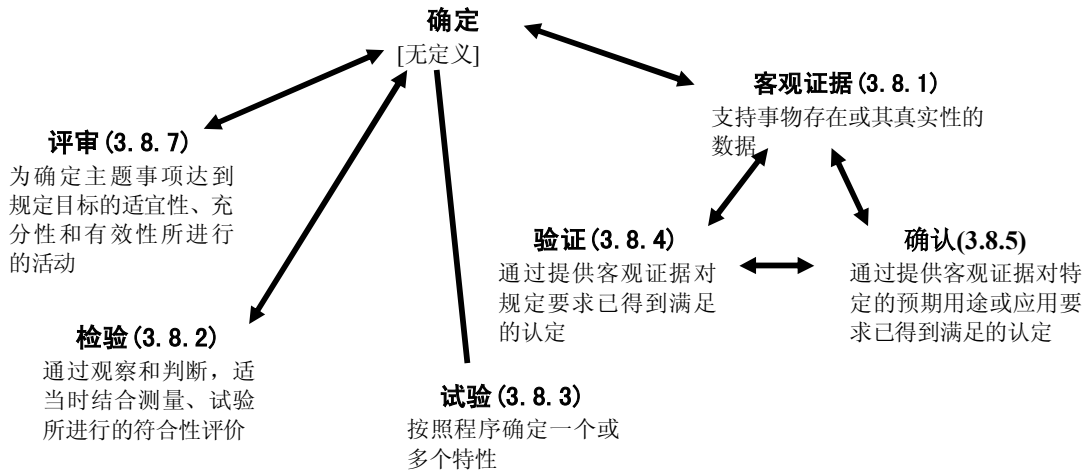 确定
[无定义]
客观证据(3.8.1)
支持事物存在或其真实性的
数据
评审(3.8.7)
为确定主题事项达到
规定目标的适宜性、充
分性和有效性所进行
的活动
验证(3.8.4)
通过提供客观证据对
规定要求已得到满足
的认定
确认(3.8.5)
通过提供客观证据对特
定的预期用途或应用要
求已得到满足的认定
检验(3.8.2)
通过观察和判断，适
当时结合测量、试验
所进行的符合性评价
试验(3.8.3)
按照程序确定一个或
多个特性